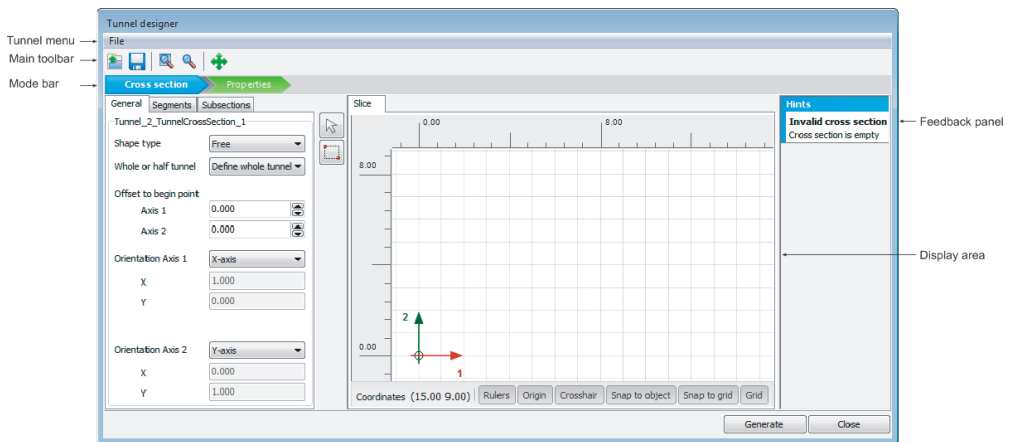 Tunnel designer
Tunnel menu
File
Main toolbar
Mode bar
Cross section
Properties
General
Segments
Subsections
Tunnel_2_TunnelCrossSection_1
Shape type
Free
Whole or half tunnel
Define whole tunnel
Offset to begin point
Axis 1
0.000
Axis 2
0.000
Orientation Axis 1
X-axis
X
1.000
Y
0.000
Orientation Axis 2
Y-axis
X
0.000
Y
1.000
Slice
0.00
8.00
8.00
0.00
2
1
Coordinates (15.00 9.00)
Rulers
Origin
Crosshair
Snap to object
Snap to grid
Grid
Hints
Invalid cross section
Cross section is empty
Feedback panel
Display area
Generate
Close